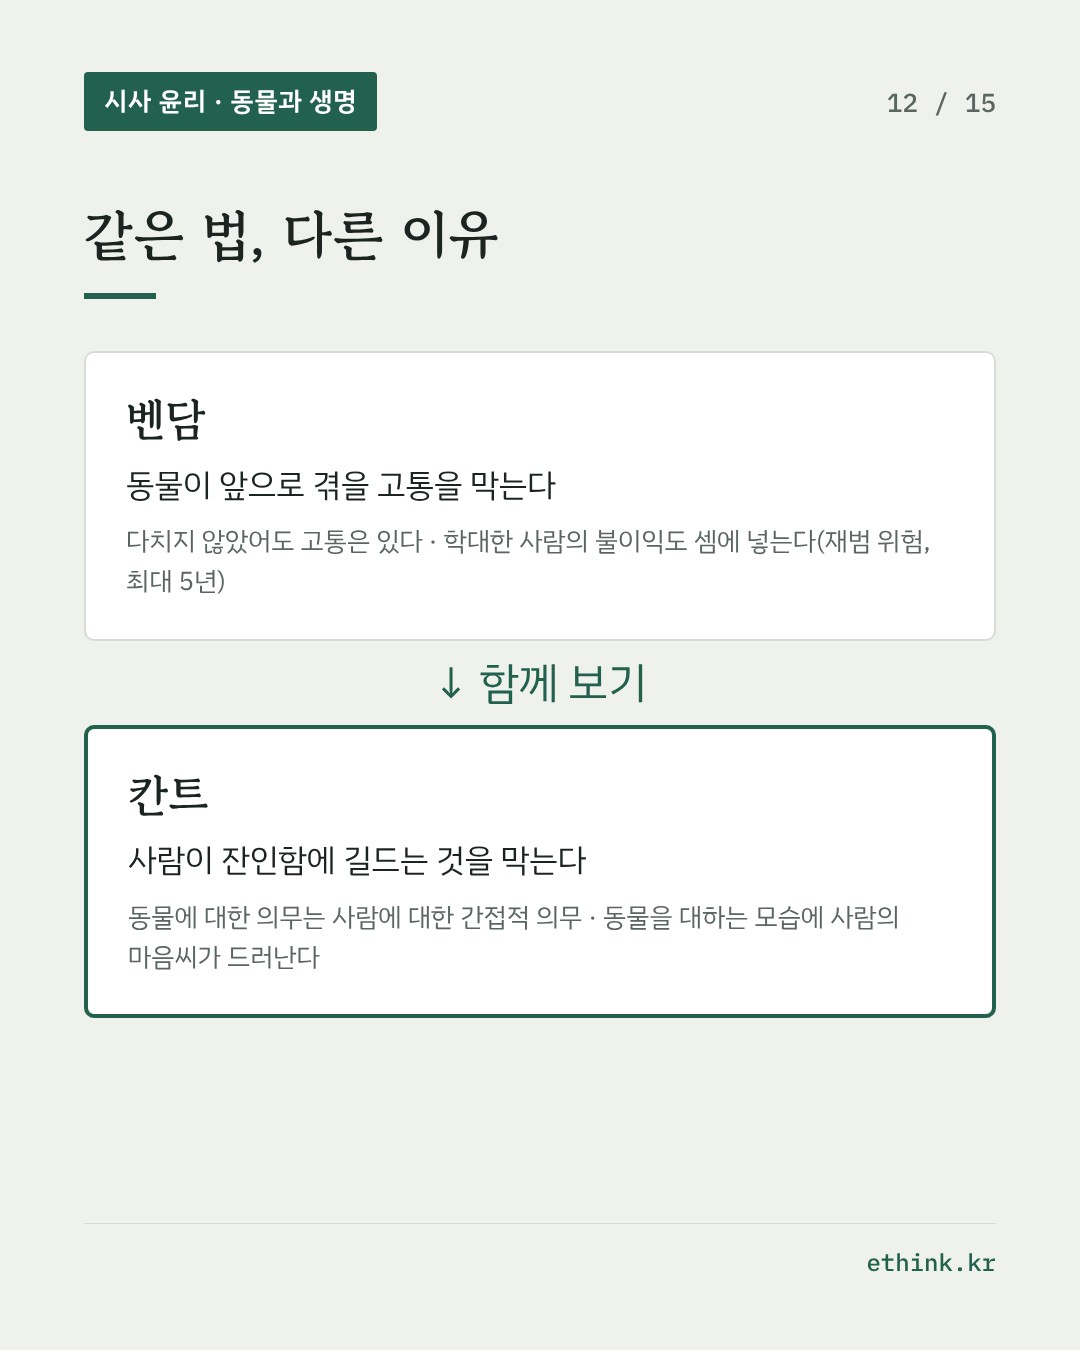 시사 윤리 · 동물과 생명
12 / 15
같은 법, 다른 이유
벤담
동물이 앞으로 겪을 고통을 막는다
다치지 않았어도 고통은 있다 · 학대한 사람의 불이익도 셈에 넣는다(재범 위험,
최대 5년)
↓ 함께 보기
칸트
사람이 잔인함에 길드는 것을 막는다
동물에 대한 의무는 사람에 대한 간접적 의무 · 동물을 대하는 모습에 사람의
마음씨가 드러난다
ethink.kr